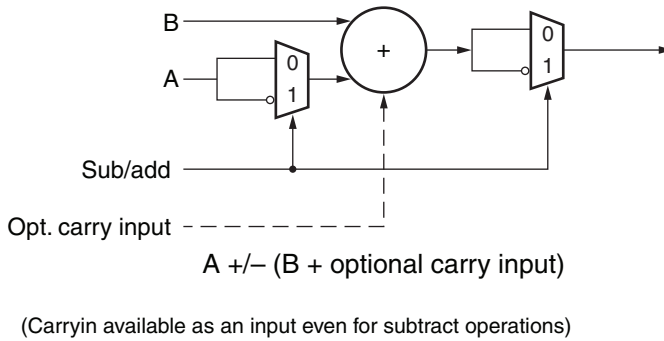 B
A
0
1
+
0
1
Sub/add
Opt. carry input
A +/– (B + optional carry input)
(Carryin available as an input even for subtract operations)